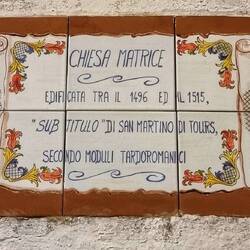 CHIESA MATRICE
EDIFICATA TRA IL 1496 ED IL 1515,
"SUB TITULO" DI SAN MARTINO DI TOURS,
SECONDO MODULI TARDOROMANICI